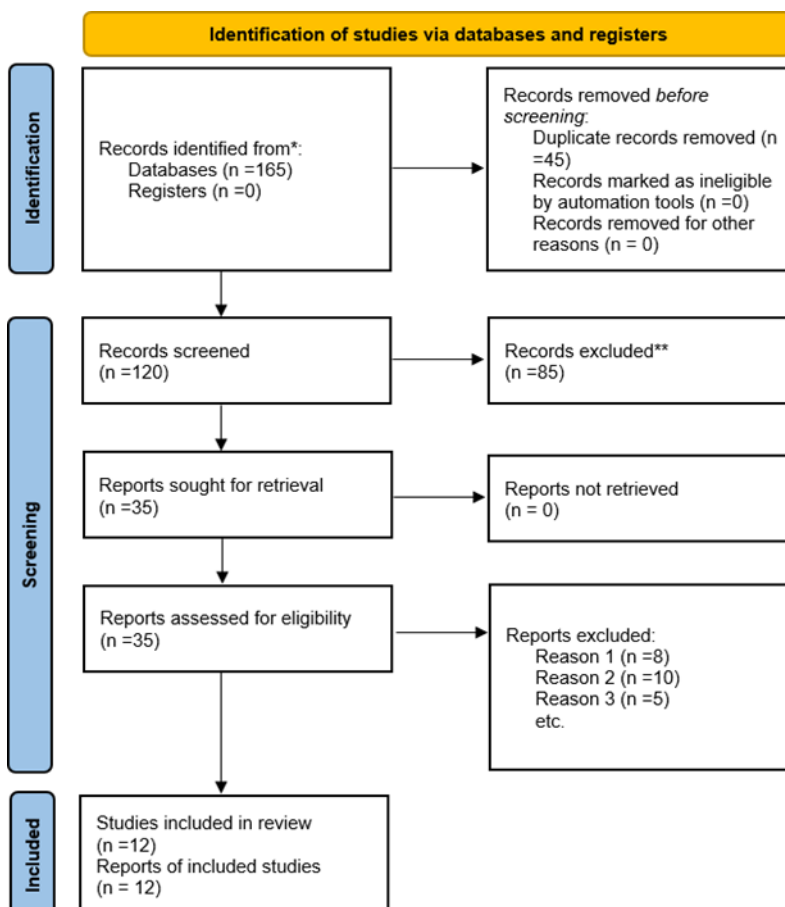 Identification of studies via databases and registers
Identification
Records identified from*:
Databases (n =165)
Registers (n =0)
Records removed before
screening:
Duplicate records removed (n
=45)
Records marked as ineligible
by automation tools (n =0)
Records removed for other
reasons (n = 0)
Screening
Records screened
(n =120)
Records excluded**
(n =85)
Reports sought for retrieval
(n =35)
Reports not retrieved
(n = 0)
Reports assessed for eligibility
(n =35)
Reports excluded:
Reason 1 (n =8)
Reason 2 (n =10)
Reason 3 (n =5)
etc.
Included
Studies included in review
(n =12)
Reports of included studies
(n = 12)